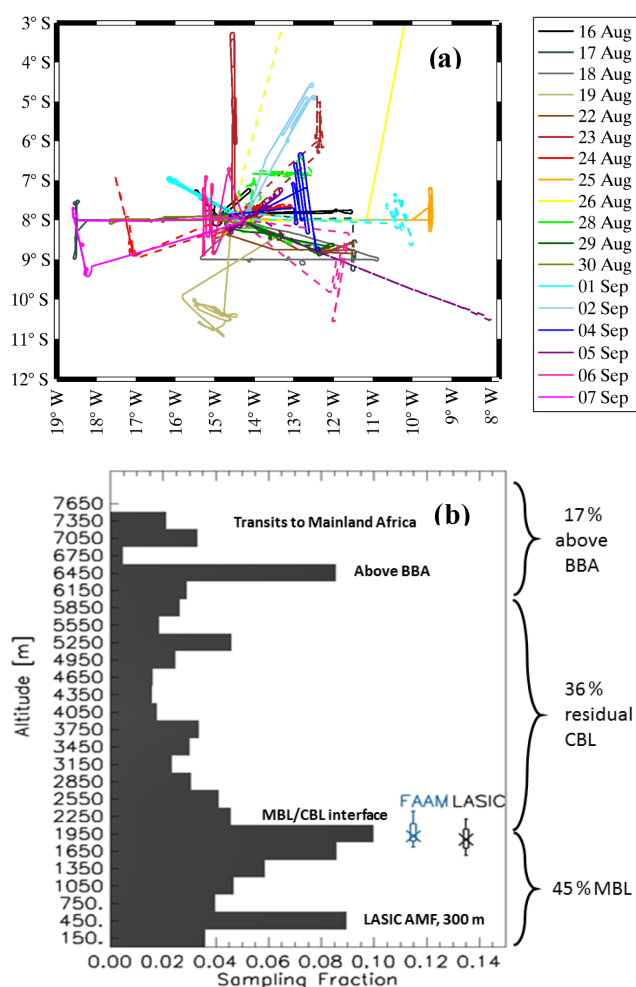 (a)
3° S
4° S
5° S
6° S
7° S
8° S
9° S
10° S
11° S
12° S
19° W
18° W
17° W
16° W
15° W
14° W
13° W
12° W
11° W
10° W
9° W
8° W
16 Aug
17 Aug
18 Aug
19 Aug
22 Aug
23 Aug
24 Aug
25 Aug
26 Aug
28 Aug
29 Aug
30 Aug
01 Sep
02 Sep
04 Sep
05 Sep
06 Sep
07 Sep
(b)
Altitude [m]
7650
7350
7050
6750
6450
6150
5850
5550
5250
4950
4650
4350
4050
3750
3450
3150
2850
2550
2250
1950
1650
1350
1050
750.
450.
150.
Transits to Mainland Africa
Above BBA
MBL/CBL interface
FAAM LASIC
LASIC AMF, 300 m
17%
above
BBA
36%
residual
CBL
45% MBL
0.00 0.02 0.04 0.06 0.08 0.10 0.12 0.14
Sampling Fraction